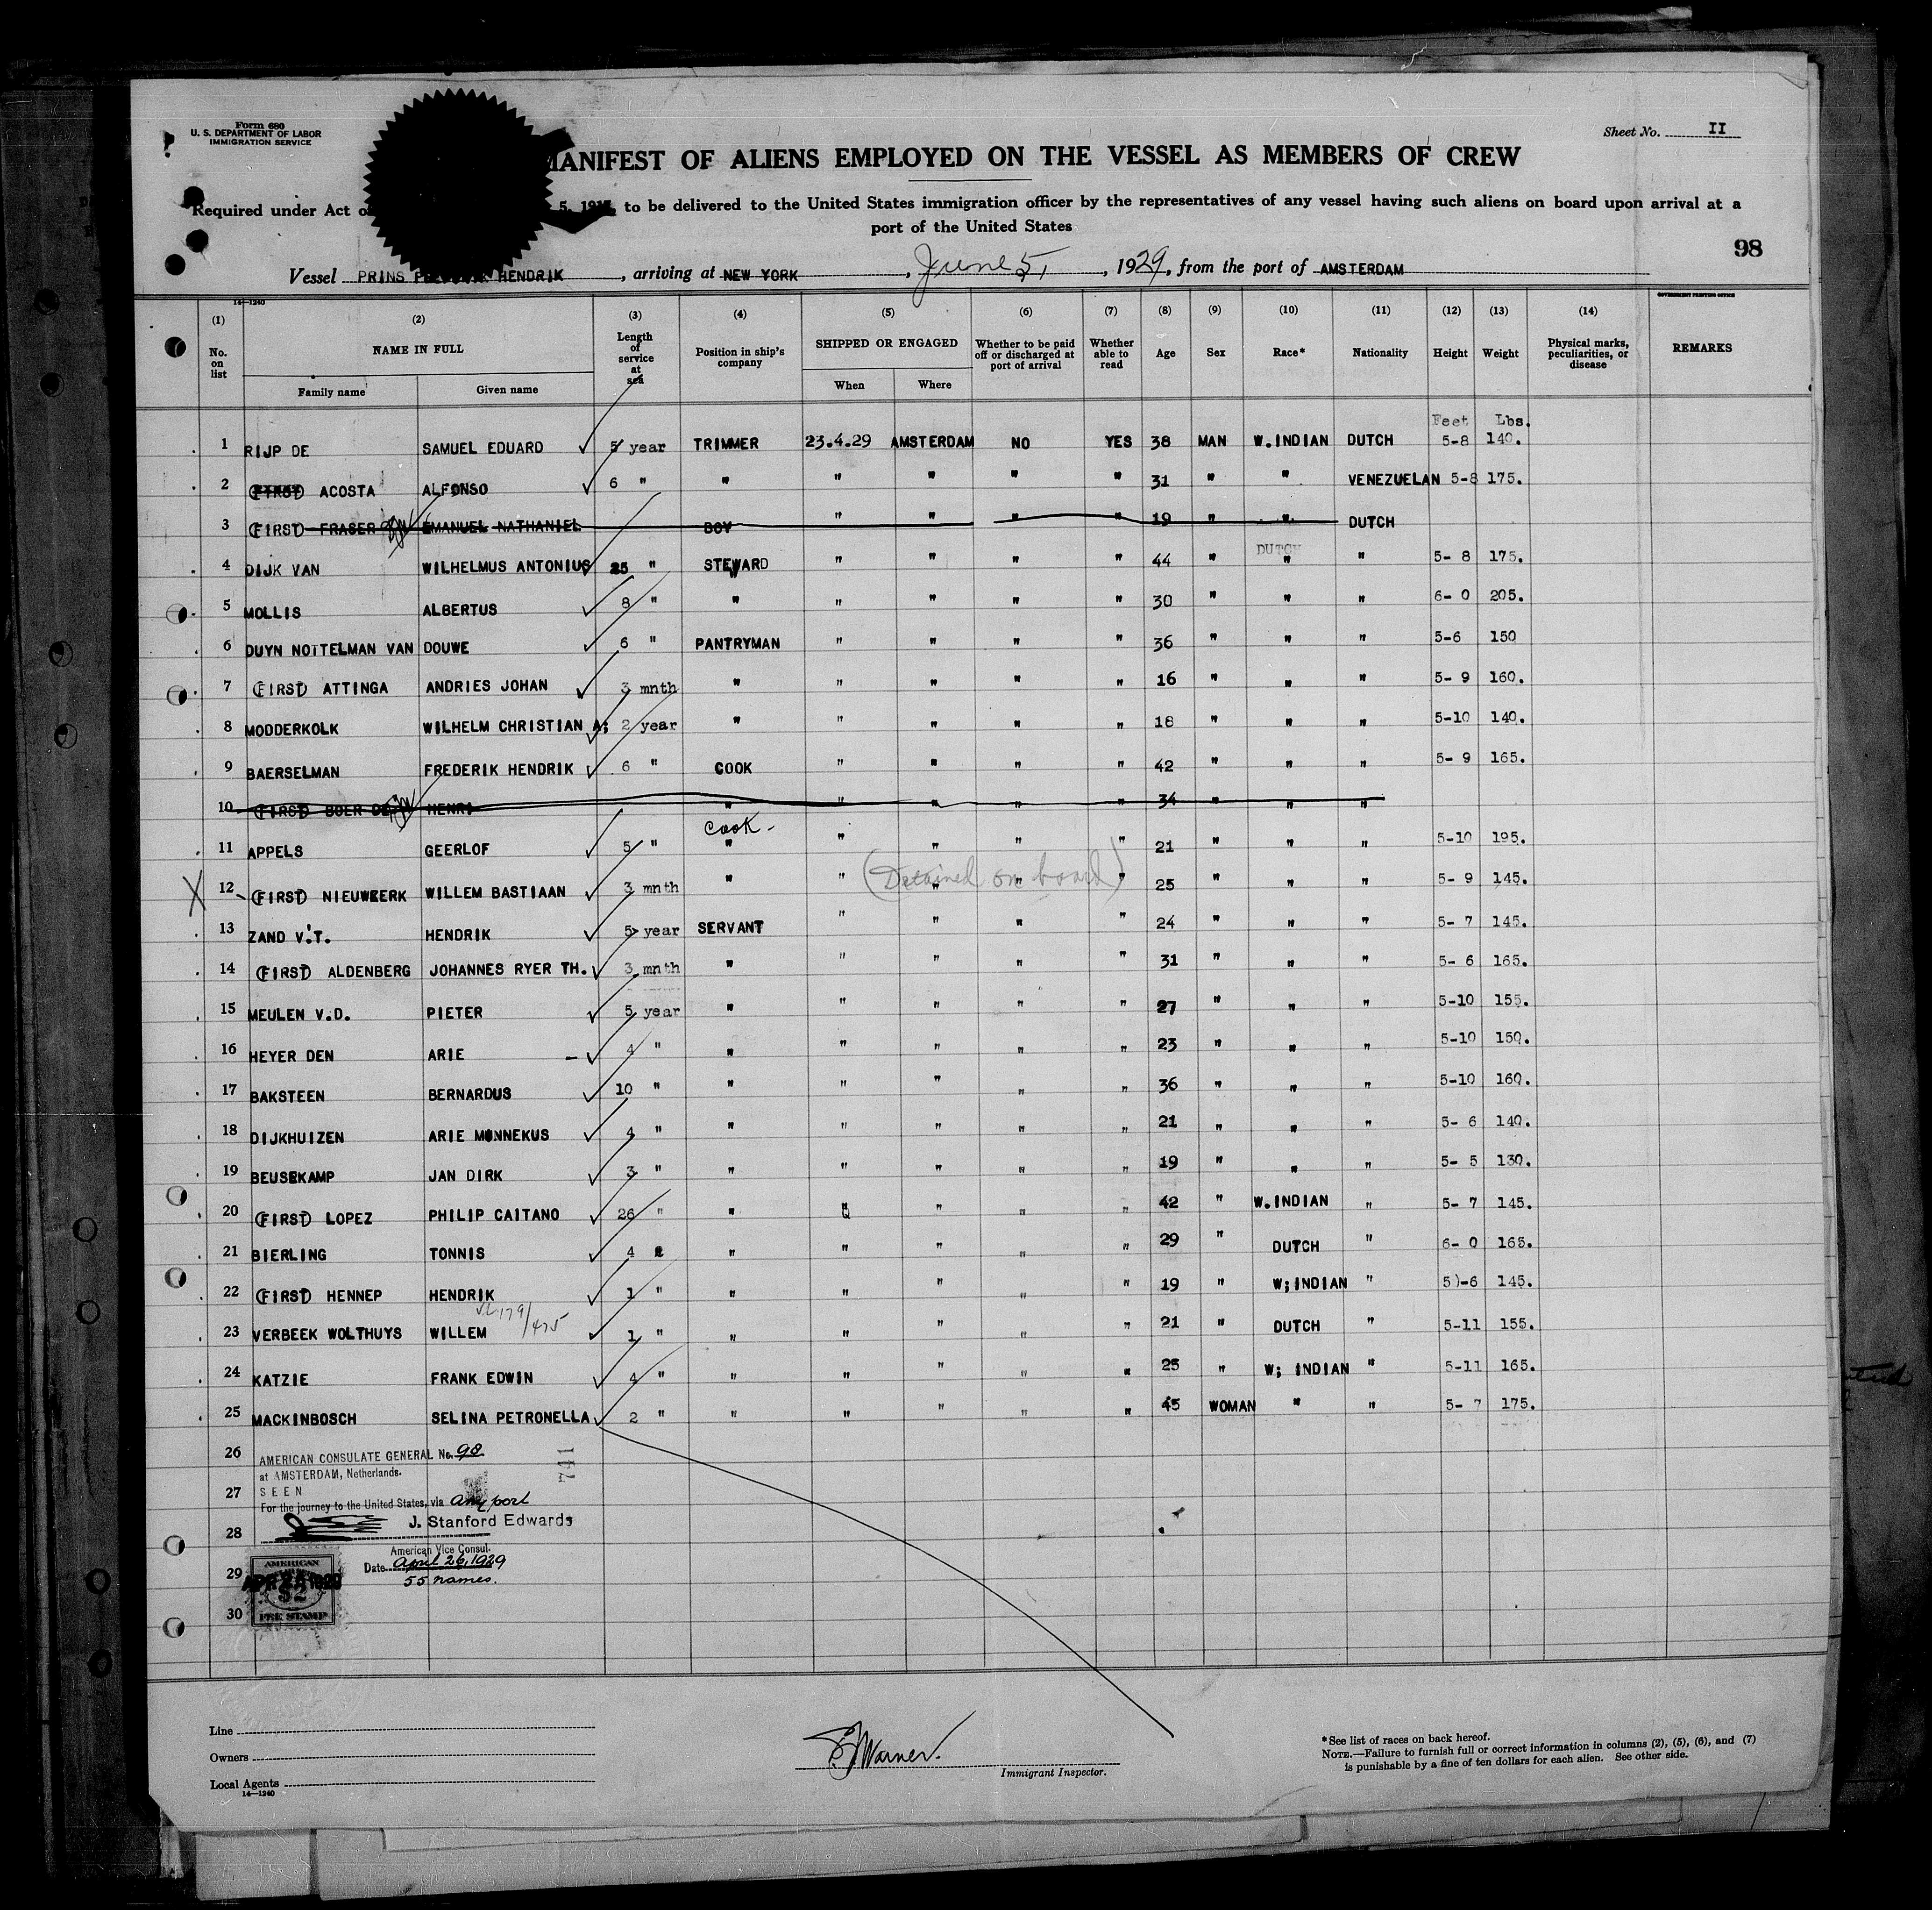 Form 680
U. S. DEPARTMENT OF LABOR
IMMIGRATION SERVICE
Sheet No. II
MANIFEST OF ALIENS EMPLOYED ON THE VESSEL AS MEMBERS OF CREW
Required under Act o 5, 1917, to be delivered to the United States immigration officer by the representatives of any vessel having such aliens on board upon arrival at a
port of the United States
98
Vessel PRINS HENDRIK, arriving at NEW YORK, June 5, 1929, from the port of AMSTERDAM
14—1240 GOVERNMENT PRINTING OFFICE
(1) (2) (3) (4) (5) (6) (7) (8) (9) (10) (11) (12) (13) (14)
No. on list NAME IN FULL Length of service at sea Position in ship's company SHIPPED OR ENGAGED Whether to be paid off or discharged at port of arrival Whether able to read Age Sex Race* Nationality Height Weight Physical marks, peculiarities, or disease REMARKS
Family name Given name When Where
Feet Lbs.
1 RIJP DE SAMUEL EDUARD 5 year TRIMMER 23.4.29 AMSTERDAM NO YES 38 MAN W.INDIAN DUTCH 5-8 140.
2 (FIRST) ACOSTA ALFONSO 6 " " " " " " 31 " " VENEZUELAN 5-8 175.
3 (FIRST) FRASER EMANUEL NATHANIEL BOY " " " " 19 " " DUTCH
4 DIJK VAN WILHELMUS ANTONIUS 25 " STEWARD " " " " 44 " DUTCH " " 5- 8 175.
5 MOLLIS ALBERTUS 8 " " " " " " 30 " " " 6- 0 205.
6 DUYN NOTTELMAN VAN DOUWE 6 " PANTRYMAN " " " " 36 " " " 5-6 150
7 (FIRST) ATTINGA ANDRIES JOHAN 3 mnth " " " " " 16 " " " 5- 9 160.
8 MODDERKOLK WILHELM CHRISTIAN A; 2 year " " " " " 18 " " " 5-10 140.
9 BAERSELMAN FREDERIK HENDRIK 6 " COOK " " " " 42 " " " 5- 9 165.
10 (FIRST) BOER DE HENRI " " " " " 34 " " "
11 APPELS GEERLOF 5 " Cook - " " " " " 21 " " " 5-10 195.
X 12 (FIRST) NIEUWKERK WILLEM BASTIAAN 3 mnth " " (Detained on board) " " " 25 " " " 5- 9 145.
13 ZAND V.'T. HENDRIK 5 year SERVANT " " " " 24 " " " 5- 7 145.
14 (FIRST) ALDENBERG JOHANNES RYER TH. 3 mnth " " " " " 31 " " " 5- 6 165.
15 MEULEN V.D. PIETER 5 year " " " " " 27 " " " 5-10 155.
16 HEYER DEN ARIE – 4 " " " " " " 23 " " " 5-10 150.
17 BAKSTEEN BERNARDUS 10 " " " " " " 36 " " " 5-10 160.
18 DIJKHUIZEN ARIE MUNNEKUS 4 " " " " " " 21 " " " 5- 6 140.
19 BEUSEKAMP JAN DIRK 3 " " " " " " 19 " " " 5- 5 130.
20 (FIRST) LOPEZ PHILIP CAITANO 26 " " " " " " 42 " W.INDIAN " 5- 7 145.
21 BIERLING TONNIS 4 " " " " " 29 " DUTCH " 6- 0 165.
22 (FIRST) HENNEP HENDRIK 1 " " " " " " 19 " W;INDIAN " 5)-6 145.
23 VERBEEK WOLTHUYS WILLEM 1 " " " " " " 21 " DUTCH " 5-11 155.
24 KATZIE FRANK EDWIN 4 " " " " " " 25 " W; INDIAN " 5-11 165.
25 MACKINBOSCH SELINA PETRONELLA 2 " " " " " " 45 WOMAN " " 5- 7 175.
26 AMERICAN CONSULATE GENERAL No. 98 741
at AMSTERDAM, Netherlands.
27 SEEN
For the journey to the United States, via any port
28 J. Stanford Edwards
American Vice Consul.
29 Date April 26, 1929
55 names.
30
AMERICAN
$2
FEE STAMP
Line
Owners
Local Agents
14—1240
Warner.
Immigrant Inspector.
*See list of races on back hereof.
NOTE.—Failure to furnish full or correct information in columns (2), (5), (6), and (7)
is punishable by a fine of ten dollars for each alien. See other side.